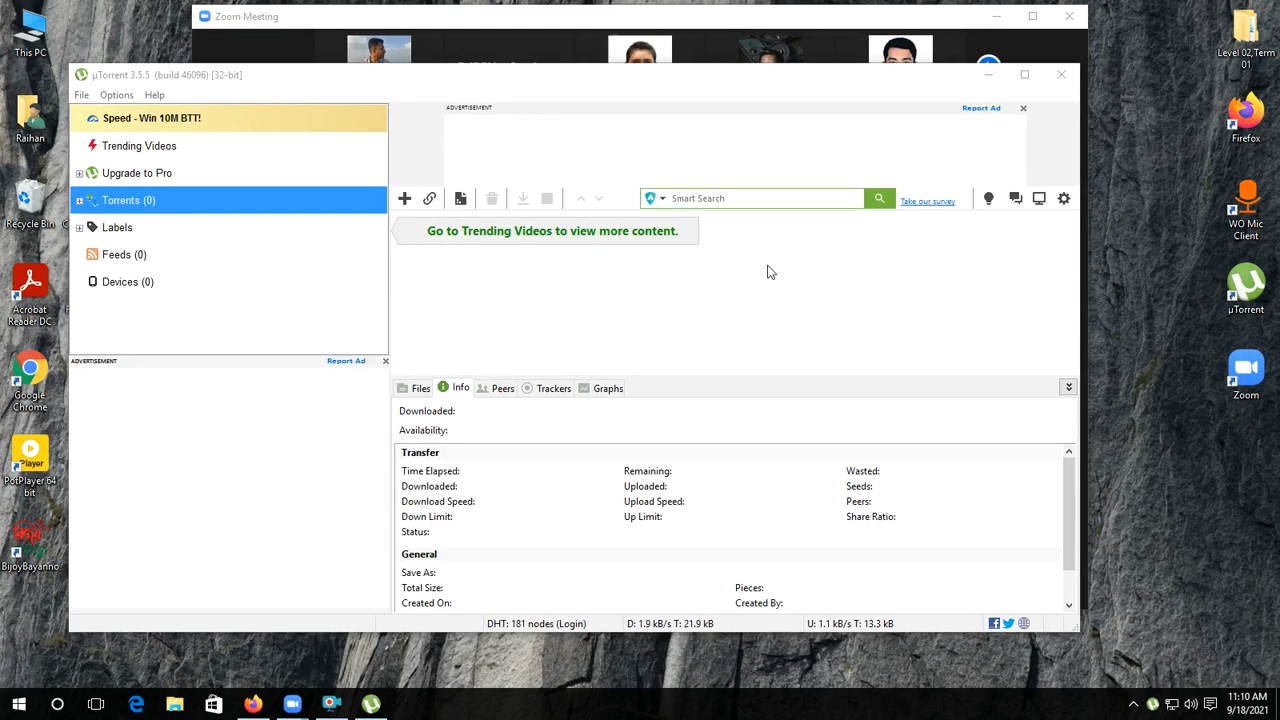 This PC
Raihan
Recycle Bin
Acrobat
Reader DC
Google
Chrome
Player
PotPlayer 64
bit
BijoyBayanno
Zoom Meeting
µTorrent 3.5.5 (build 46096) [32-bit]
File Options Help
Speed - Win 10M BTT!
Trending Videos
Upgrade to Pro
Torrents (0)
Labels
Feeds (0)
Devices (0)
ADVERTISEMENT Report Ad
ADVERTISEMENT Report Ad
Smart Search
Take our survey
Go to Trending Videos to view more content.
Files Info Peers Trackers Graphs
Downloaded:
Availability:
Transfer
Time Elapsed: Remaining: Wasted:
Downloaded: Uploaded: Seeds:
Download Speed: Upload Speed: Peers:
Down Limit: Up Limit: Share Ratio:
Status:
General
Save As:
Total Size: Pieces:
Created On: Created By:
DHT: 181 nodes (Login) D: 1.9 kB/s T: 21.9 kB U: 1.1 kB/s T: 13.3 kB
Level 02,Term
01
Firefox
WO Mic
Client
µTorrent
Zoom
11:10 AM
9/18/2021